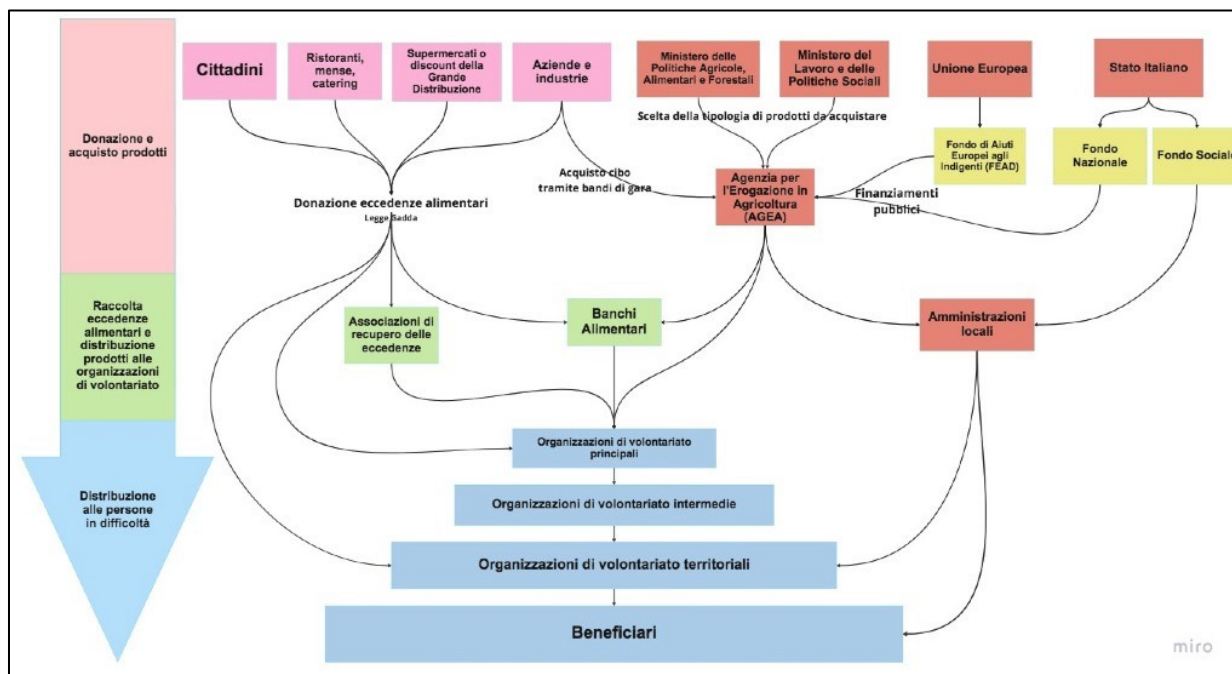 Cittadini
Ristoranti,
mense,
catering
Supermercati o
discount della
Grande
Distribuzione
Aziende e
industrie
Ministero delle
Politiche Agricole,
Alimentari e Forestali
Ministero del
Lavoro e delle
Politiche Sociali
Unione Europea
Stato Italiano
Donazione e
acquisto prodotti
Scelta della tipologia di prodotti da acquistare
Fondo di Aiuti
Europei agli
Indigenti (FEAD)
Fondo
Nazionale
Fondo Sociale
Acquisto cibo
tramite bandi di gara
Agenzia per
l'Erogazione in
Agricoltura
(AGEA)
Finanziamenti
pubblici
Donazione eccedenze alimentari
Legge Gadda
Raccolta
eccedenze
alimentari e
distribuzione
prodotti alle
organizzazioni
di volontariato
Associazioni di
recupero delle
eccedenze
Banchi
Alimentari
Amministrazioni
locali
Organizzazioni di volontariato
principali
Distribuzione
alle persone
in difficoltà
Organizzazioni di volontariato intermedie
Organizzazioni di volontariato territoriali
Beneficiari
miro